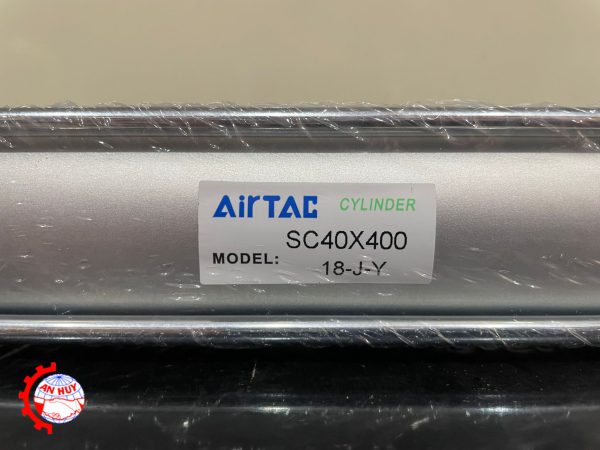 AirTAC CYLINDER
SC40X400
MODEL: 18-J-Y
AN HUY